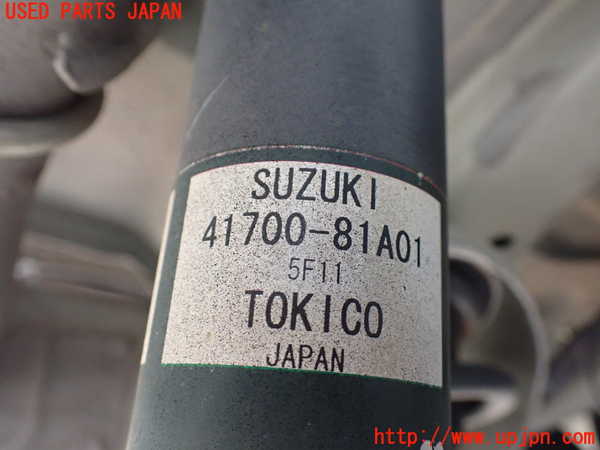 USED PARTS JAPAN
SUZUKI
41700-81A01
5F11
TOKICO
JAPAN
http://www.upjpn.com/